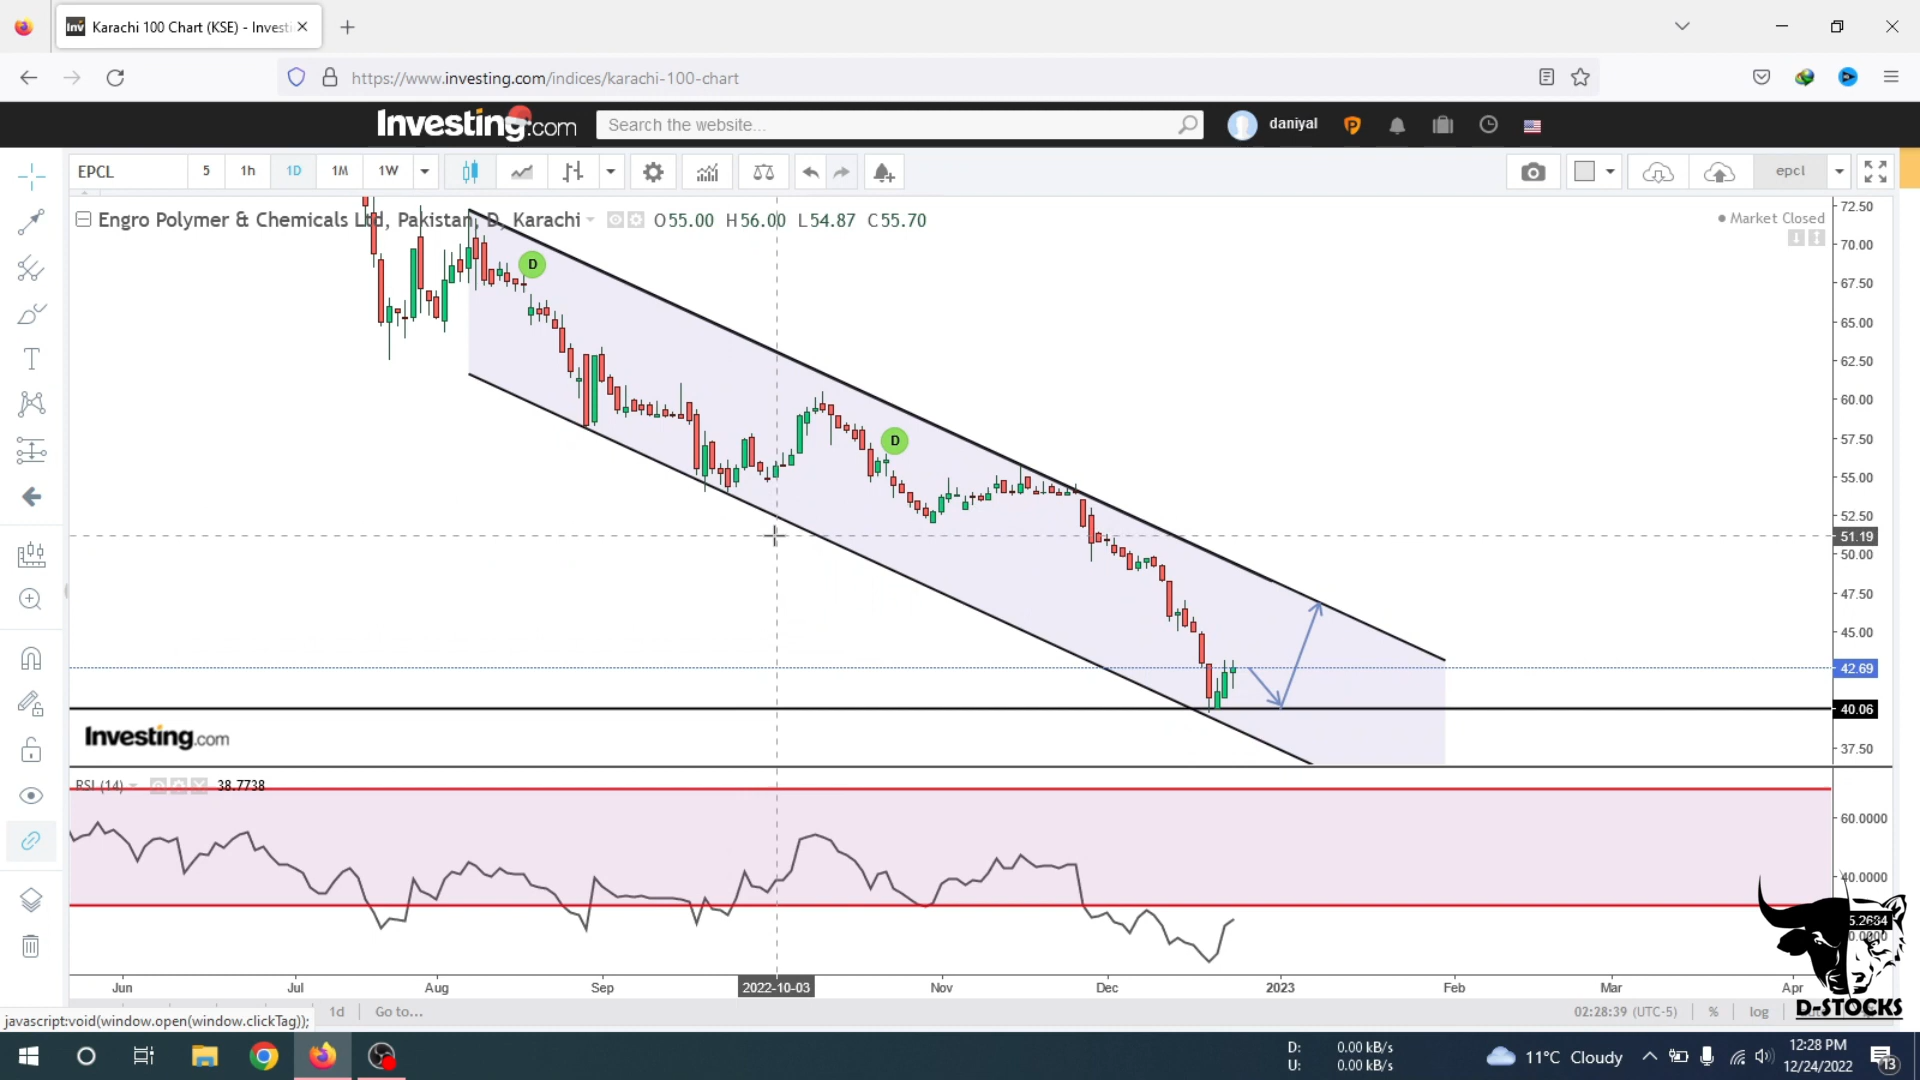 Karachi 100 Chart (KSE) - Investi
https://www.investing.com/indices/karachi-100-chart
Investing.com
Search the website...
daniyal
EPCL
5
1h
1D
1M
1W
epcl
Engro Polymer & Chemicals Ltd, Pakistan, D, Karachi
O55.00 H56.00 L54.87 C55.70
Market Closed
72.50
70.00
67.50
65.00
62.50
60.00
57.50
55.00
52.50
51.19
50.00
47.50
45.00
42.69
40.06
37.50
D
D
Investing.com
RSI (14)
38.7738
60.0000
40.0000
5.2634
Jun
Jul
Aug
Sep
2022-10-03
Nov
Dec
2023
Feb
Mar
Apr
D-STOCKS
javascript:void(window.open(window.clickTag));
1d
Go to...
02:28:39 (UTC-5)
%
log
D: 0.00 kB/s
U: 0.00 kB/s
11°C Cloudy
12:28 PM
12/24/2022
13